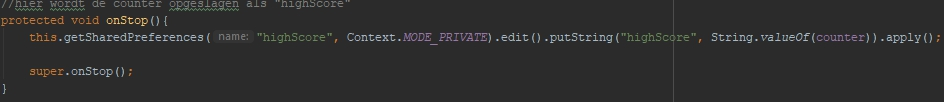 //hier wordt de counter opgeslagen als "highScore"
protected void onStop(){
this.getSharedPreferences( name: "highScore", Context.MODE_PRIVATE).edit().putString("highScore", String.valueOf(counter)).apply();
super.onStop();
}